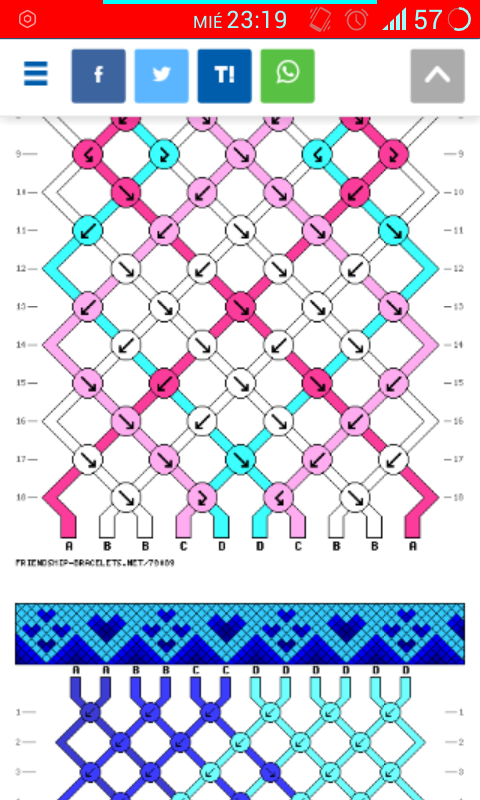 MIÉ 23:19 57
f T!
9 9
10 10
11 11
12 12
13 13
14 14
15 15
16 16
17 17
18 18
A B B C D D C B B A
FRIENDSHIP-BRACELETS.NET/70809
A A B B C C D D D D D D
1 1
2 2
3 3